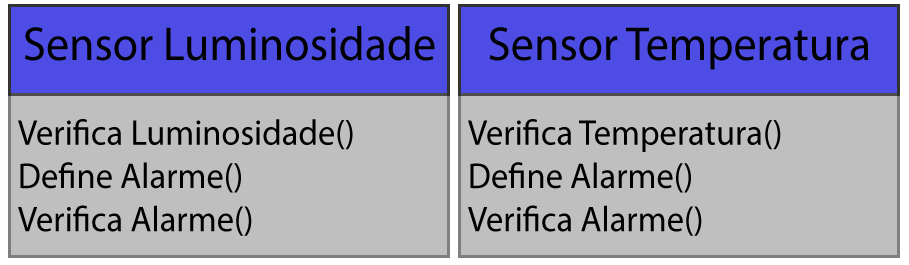 Sensor Luminosidade
Verifica Luminosidade()
Define Alarme()
Verifica Alarme()
Sensor Temperatura
Verifica Temperatura()
Define Alarme()
Verifica Alarme()